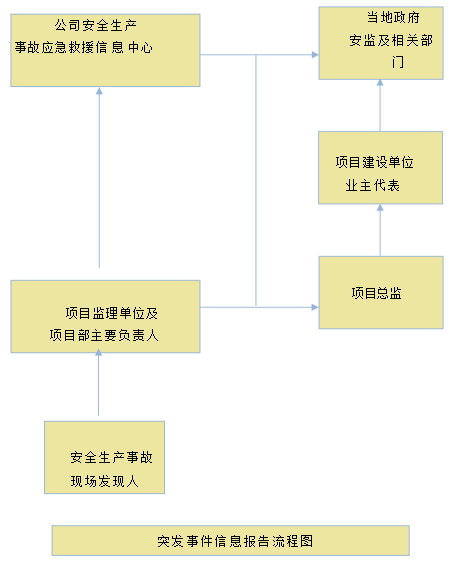 公司安全生产
事故应急救援信息中心
当地政府
安监及相关部
门
项目建设单位
业主代表
项目监理单位及
项目部主要负责人
项目总监
安全生产事故
现场发现人
突发事件信息报告流程图